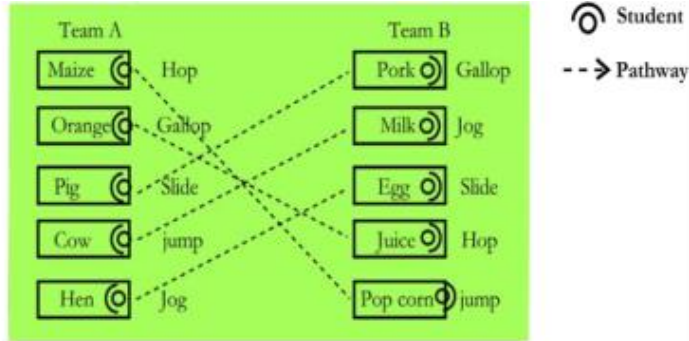 Team A Team B
Maize Hop Pork Gallop
Orange Gallop Milk Jog
Pig Slide Egg Slide
Cow jump Juice Hop
Hen Jog Pop corn jump
Student
Pathway